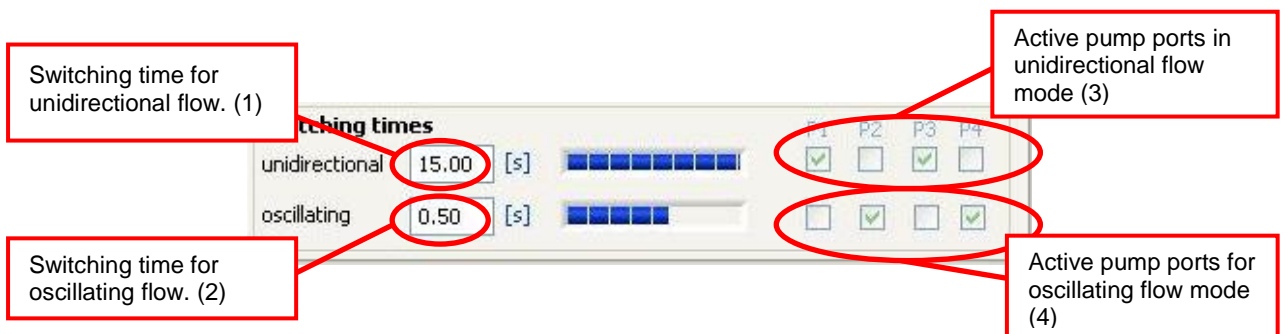 Active pump ports in
unidirectional flow
mode (3)
Switching time for
unidirectional flow. (1)
tching times
P1 P2 P3 P4
unidirectional 15.00 [s]
oscillating 0.50 [s]
Switching time for
oscillating flow. (2)
Active pump ports for
oscillating flow mode
(4)